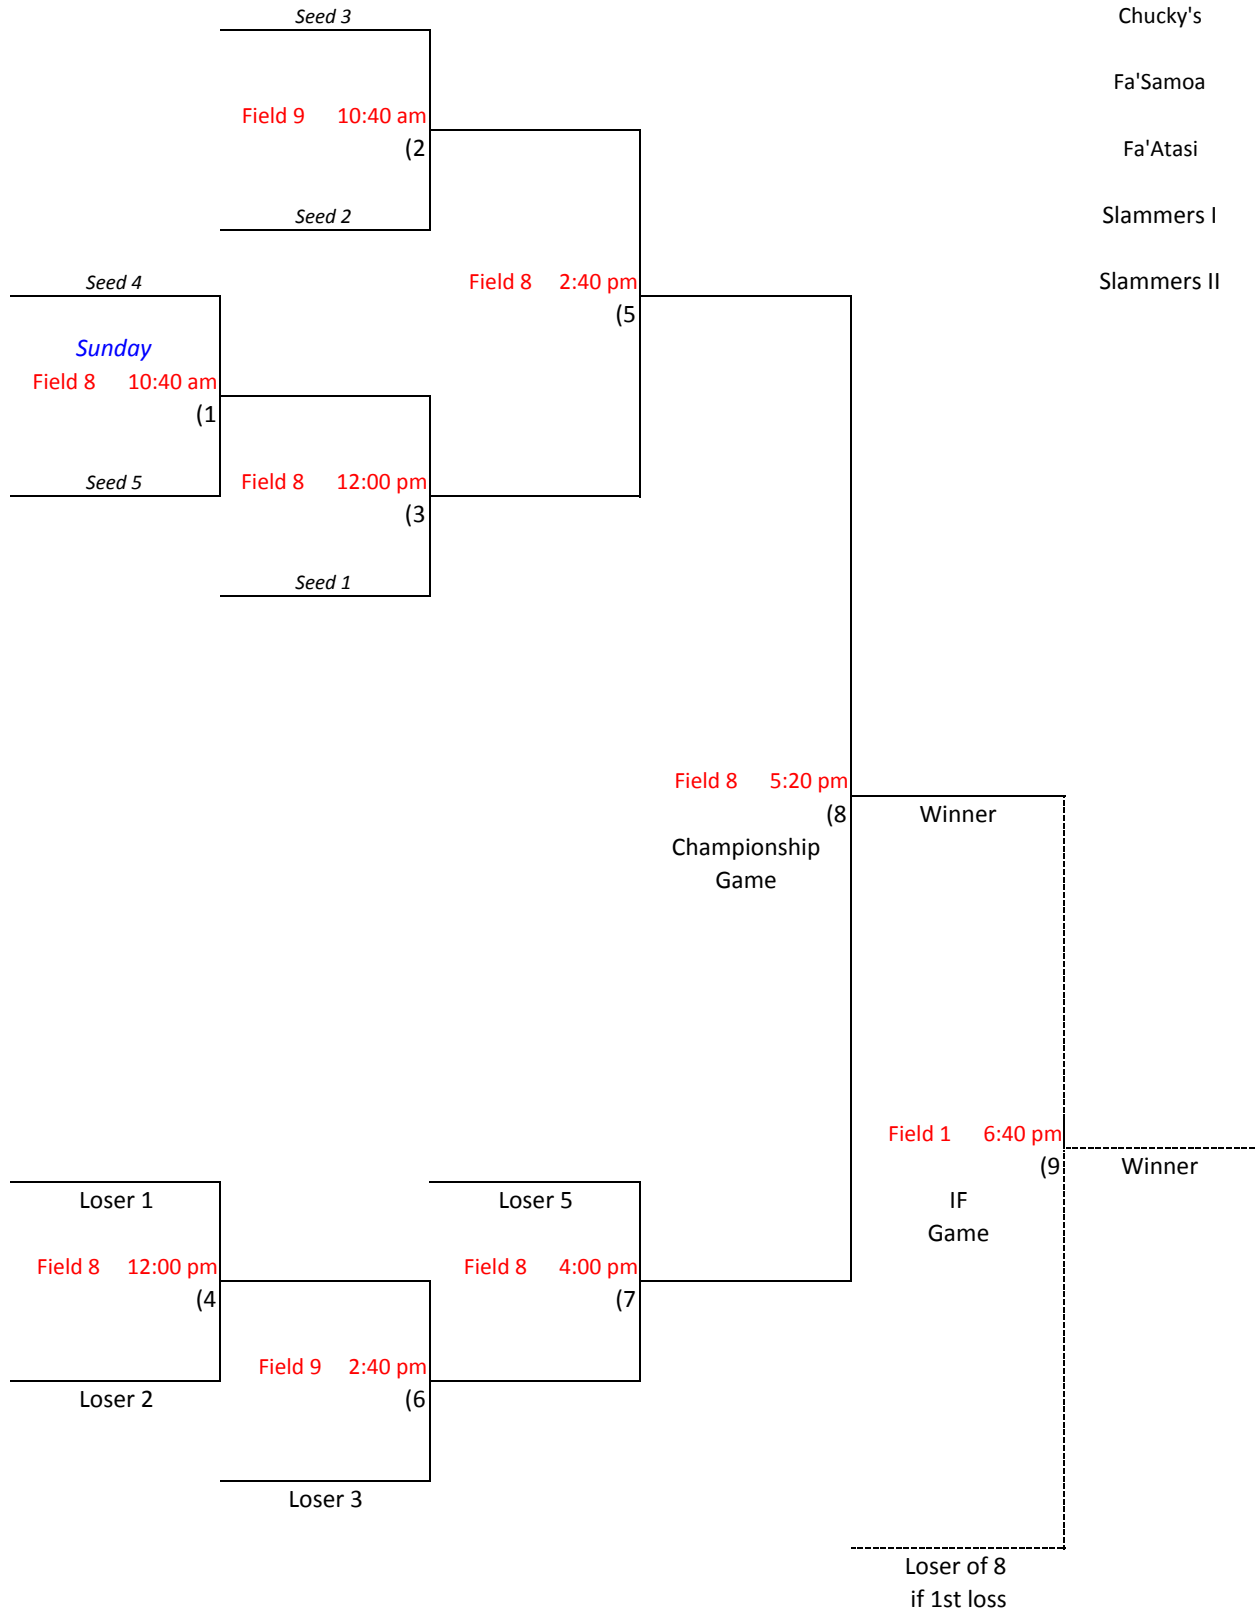 Seed 3
Chucky's
Fa'Samoa
Field 9 10:40 am
(2
Fa'Atasi
Seed 2
Slammers I
Seed 4
Field 8 2:40 pm
Slammers II
(5
Sunday
Field 8 10:40 am
(1
Seed 5
Field 8 12:00 pm
(3
Seed 1
Field 8 5:20 pm
(8
Winner
Championship
Game
Field 1 6:40 pm
(9
Winner
IF
Game
Loser 1
Loser 5
Field 8 12:00 pm
(4
Field 8 4:00 pm
(7
Field 9 2:40 pm
(6
Loser 2
Loser 3
Loser of 8
if 1st loss